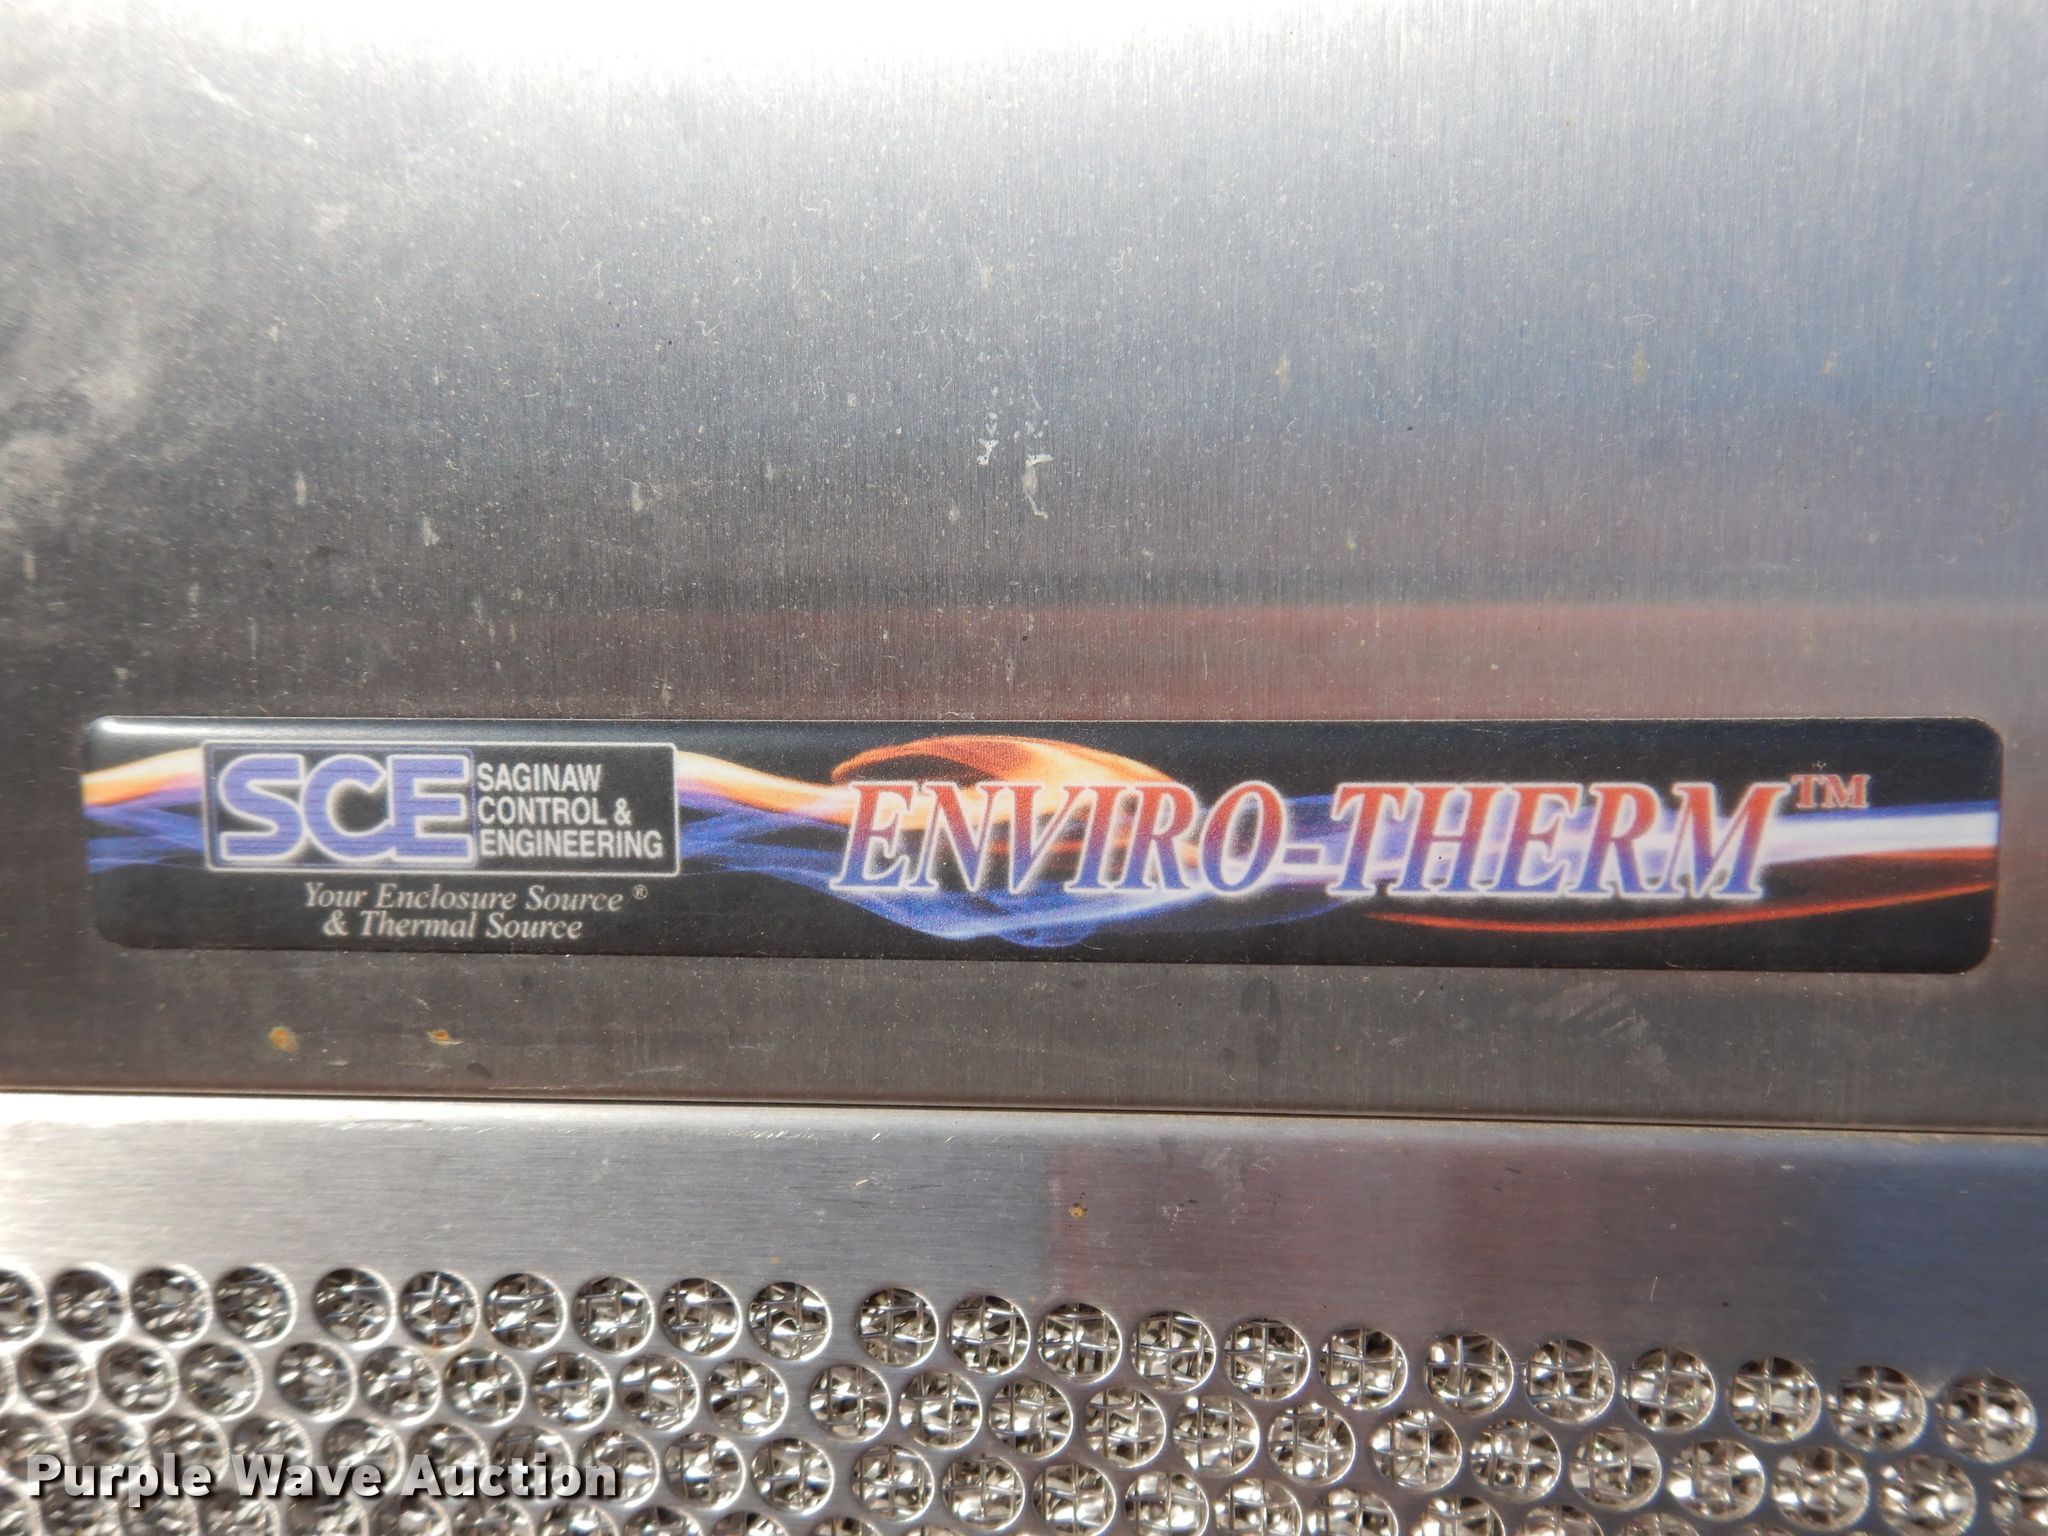 SCE
SAGINAW
CONTROL &
ENGINEERING
Your Enclosure Source ®
& Thermal Source
ENVIRO-THERM™
Purple Wave Auction